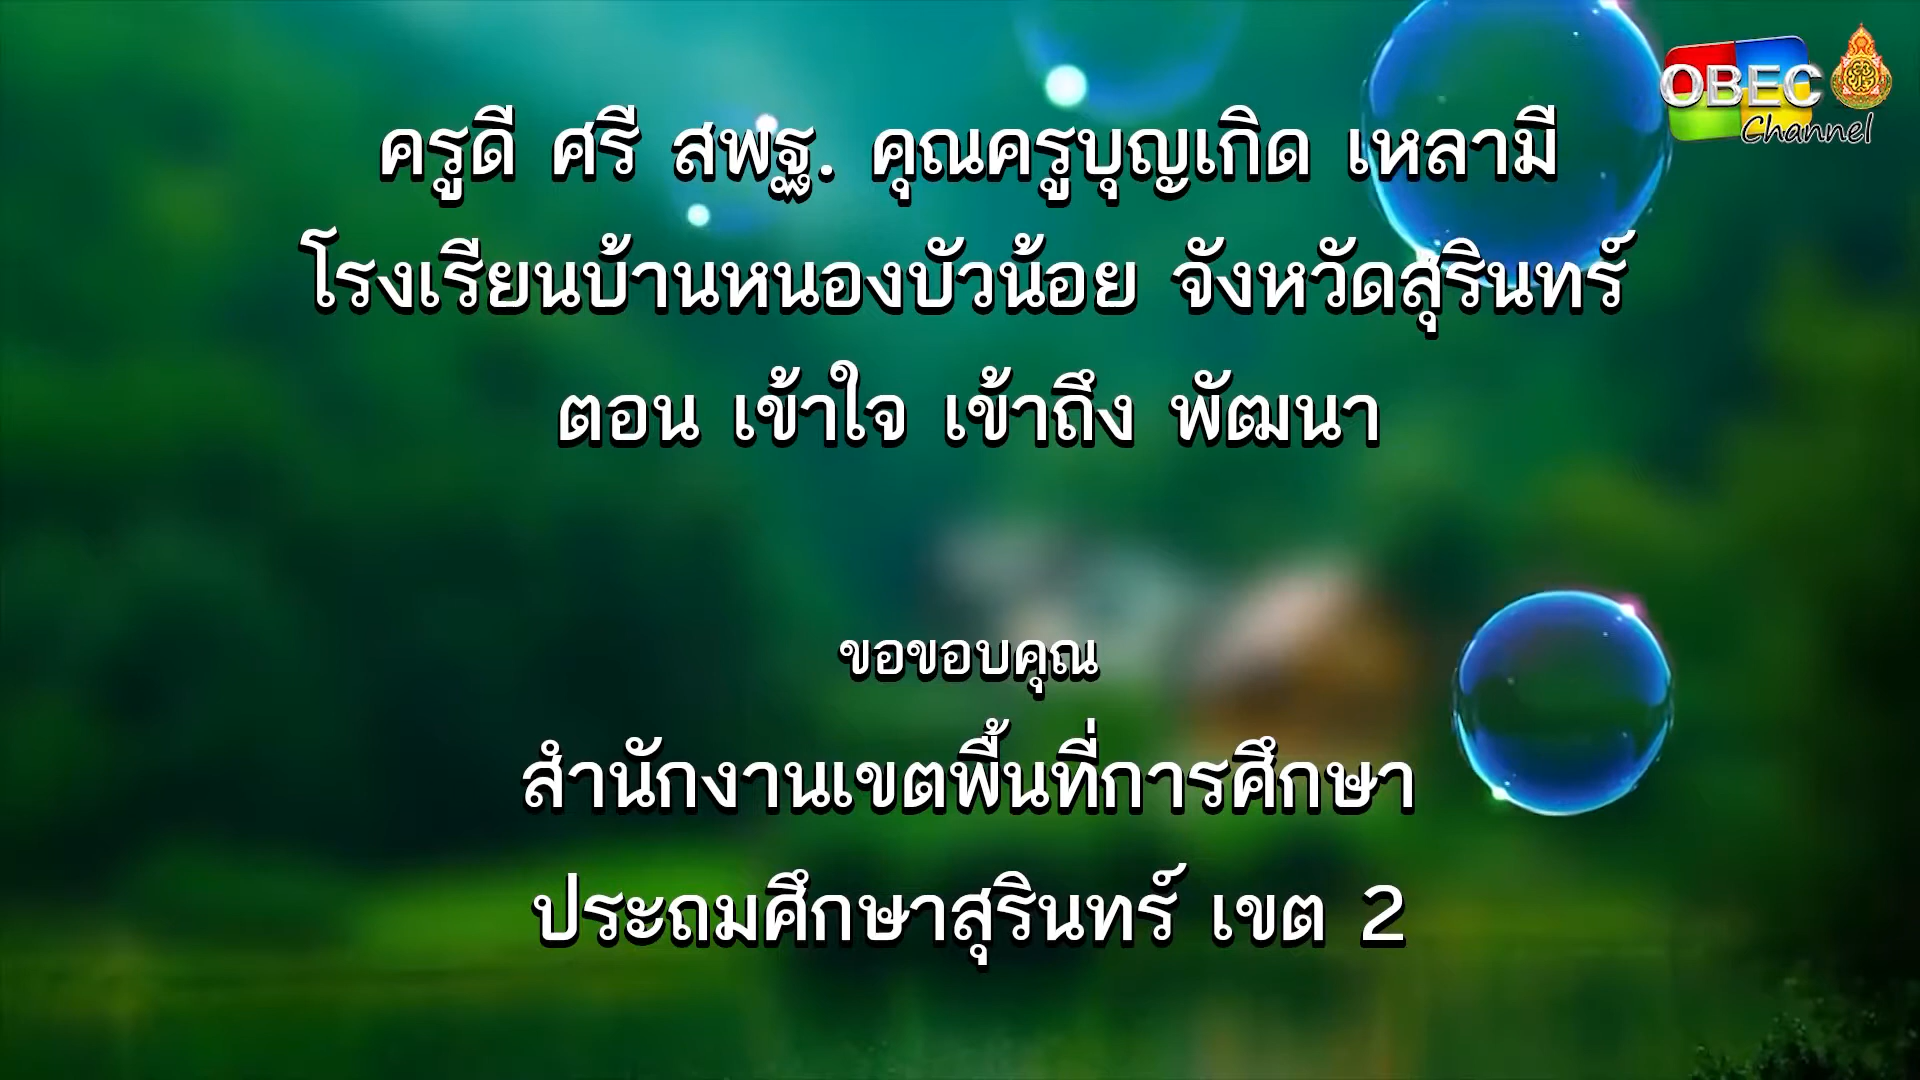 OBEC
Channel
ครูดี ศรี สพฐ. คุณครูบุญเกิด เหลามี
โรงเรียนบ้านหนองบัวน้อย จังหวัดสุรินทร์
ตอน เข้าใจ เข้าถึง พัฒนา
ขอขอบคุณ
สำนักงานเขตพื้นที่การศึกษา
ประถมศึกษาสุรินทร์ เขต 2